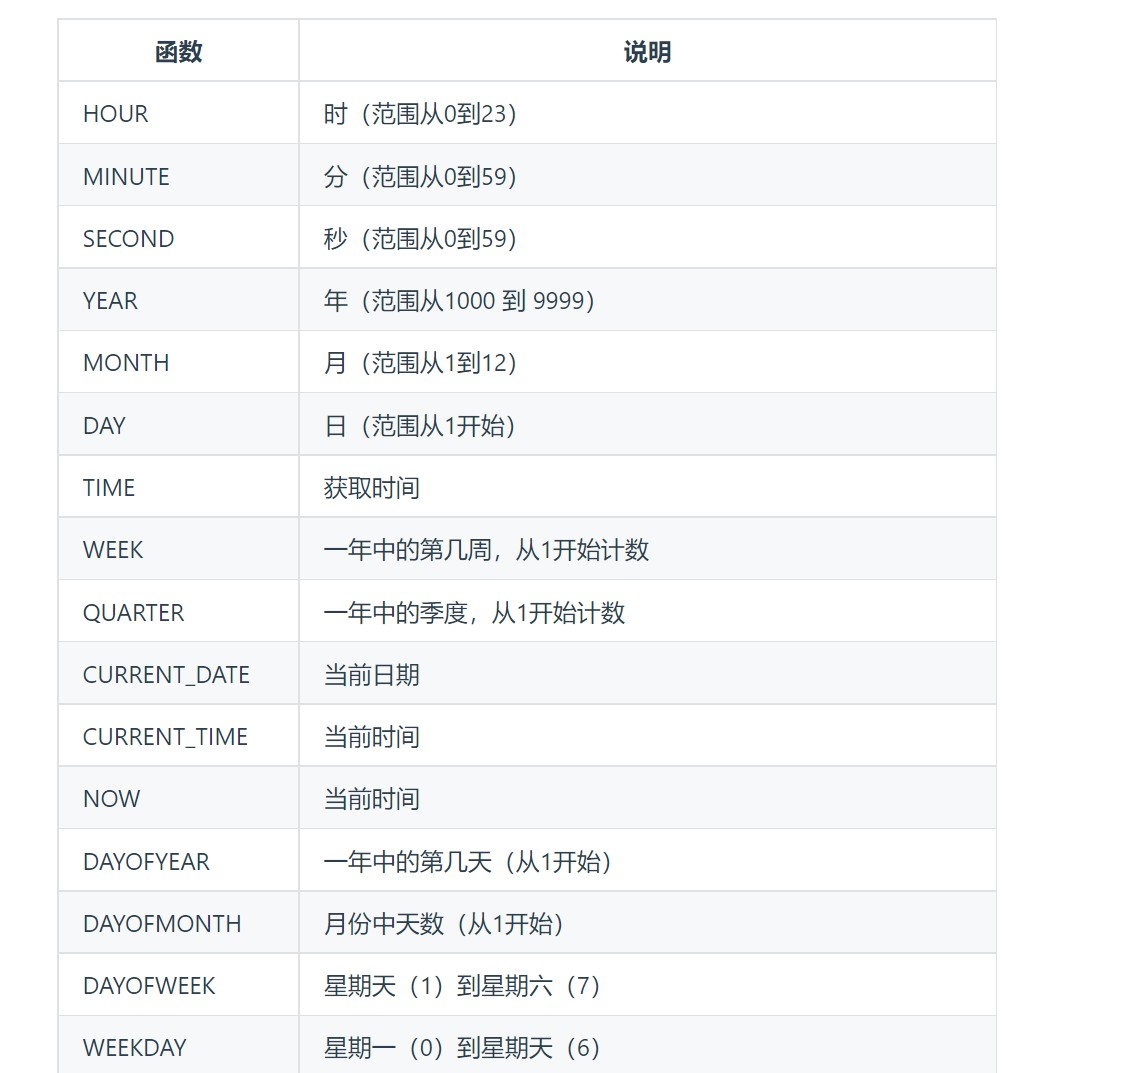 函数 说明
HOUR 时（范围从0到23）
MINUTE 分（范围从0到59）
SECOND 秒（范围从0到59）
YEAR 年（范围从1000 到 9999）
MONTH 月（范围从1到12）
DAY 日（范围从1开始）
TIME 获取时间
WEEK 一年中的第几周，从1开始计数
QUARTER 一年中的季度，从1开始计数
CURRENT_DATE 当前日期
CURRENT_TIME 当前时间
NOW 当前时间
DAYOFYEAR 一年中的第几天（从1开始）
DAYOFMONTH 月份中天数（从1开始）
DAYOFWEEK 星期天（1）到星期六（7）
WEEKDAY 星期一（0）到星期天（6）